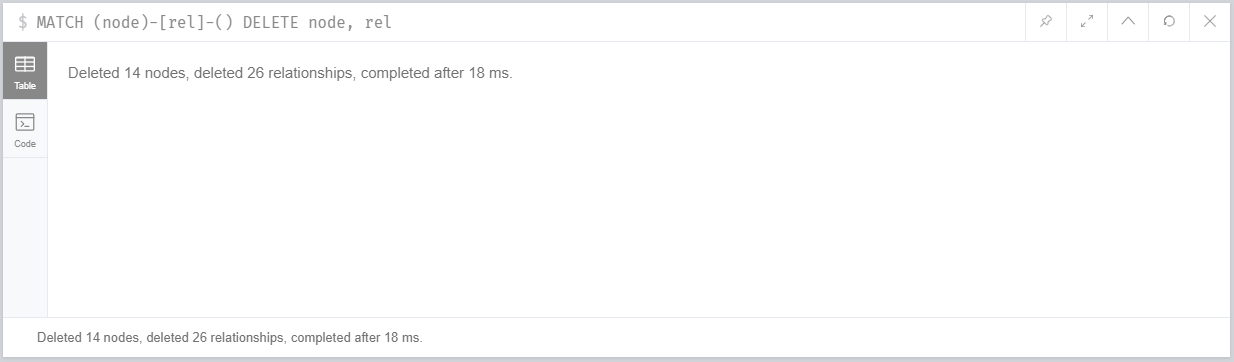 $ MATCH (node)-[rel]-() DELETE node, rel
Table
Deleted 14 nodes, deleted 26 relationships, completed after 18 ms.
Code
Deleted 14 nodes, deleted 26 relationships, completed after 18 ms.